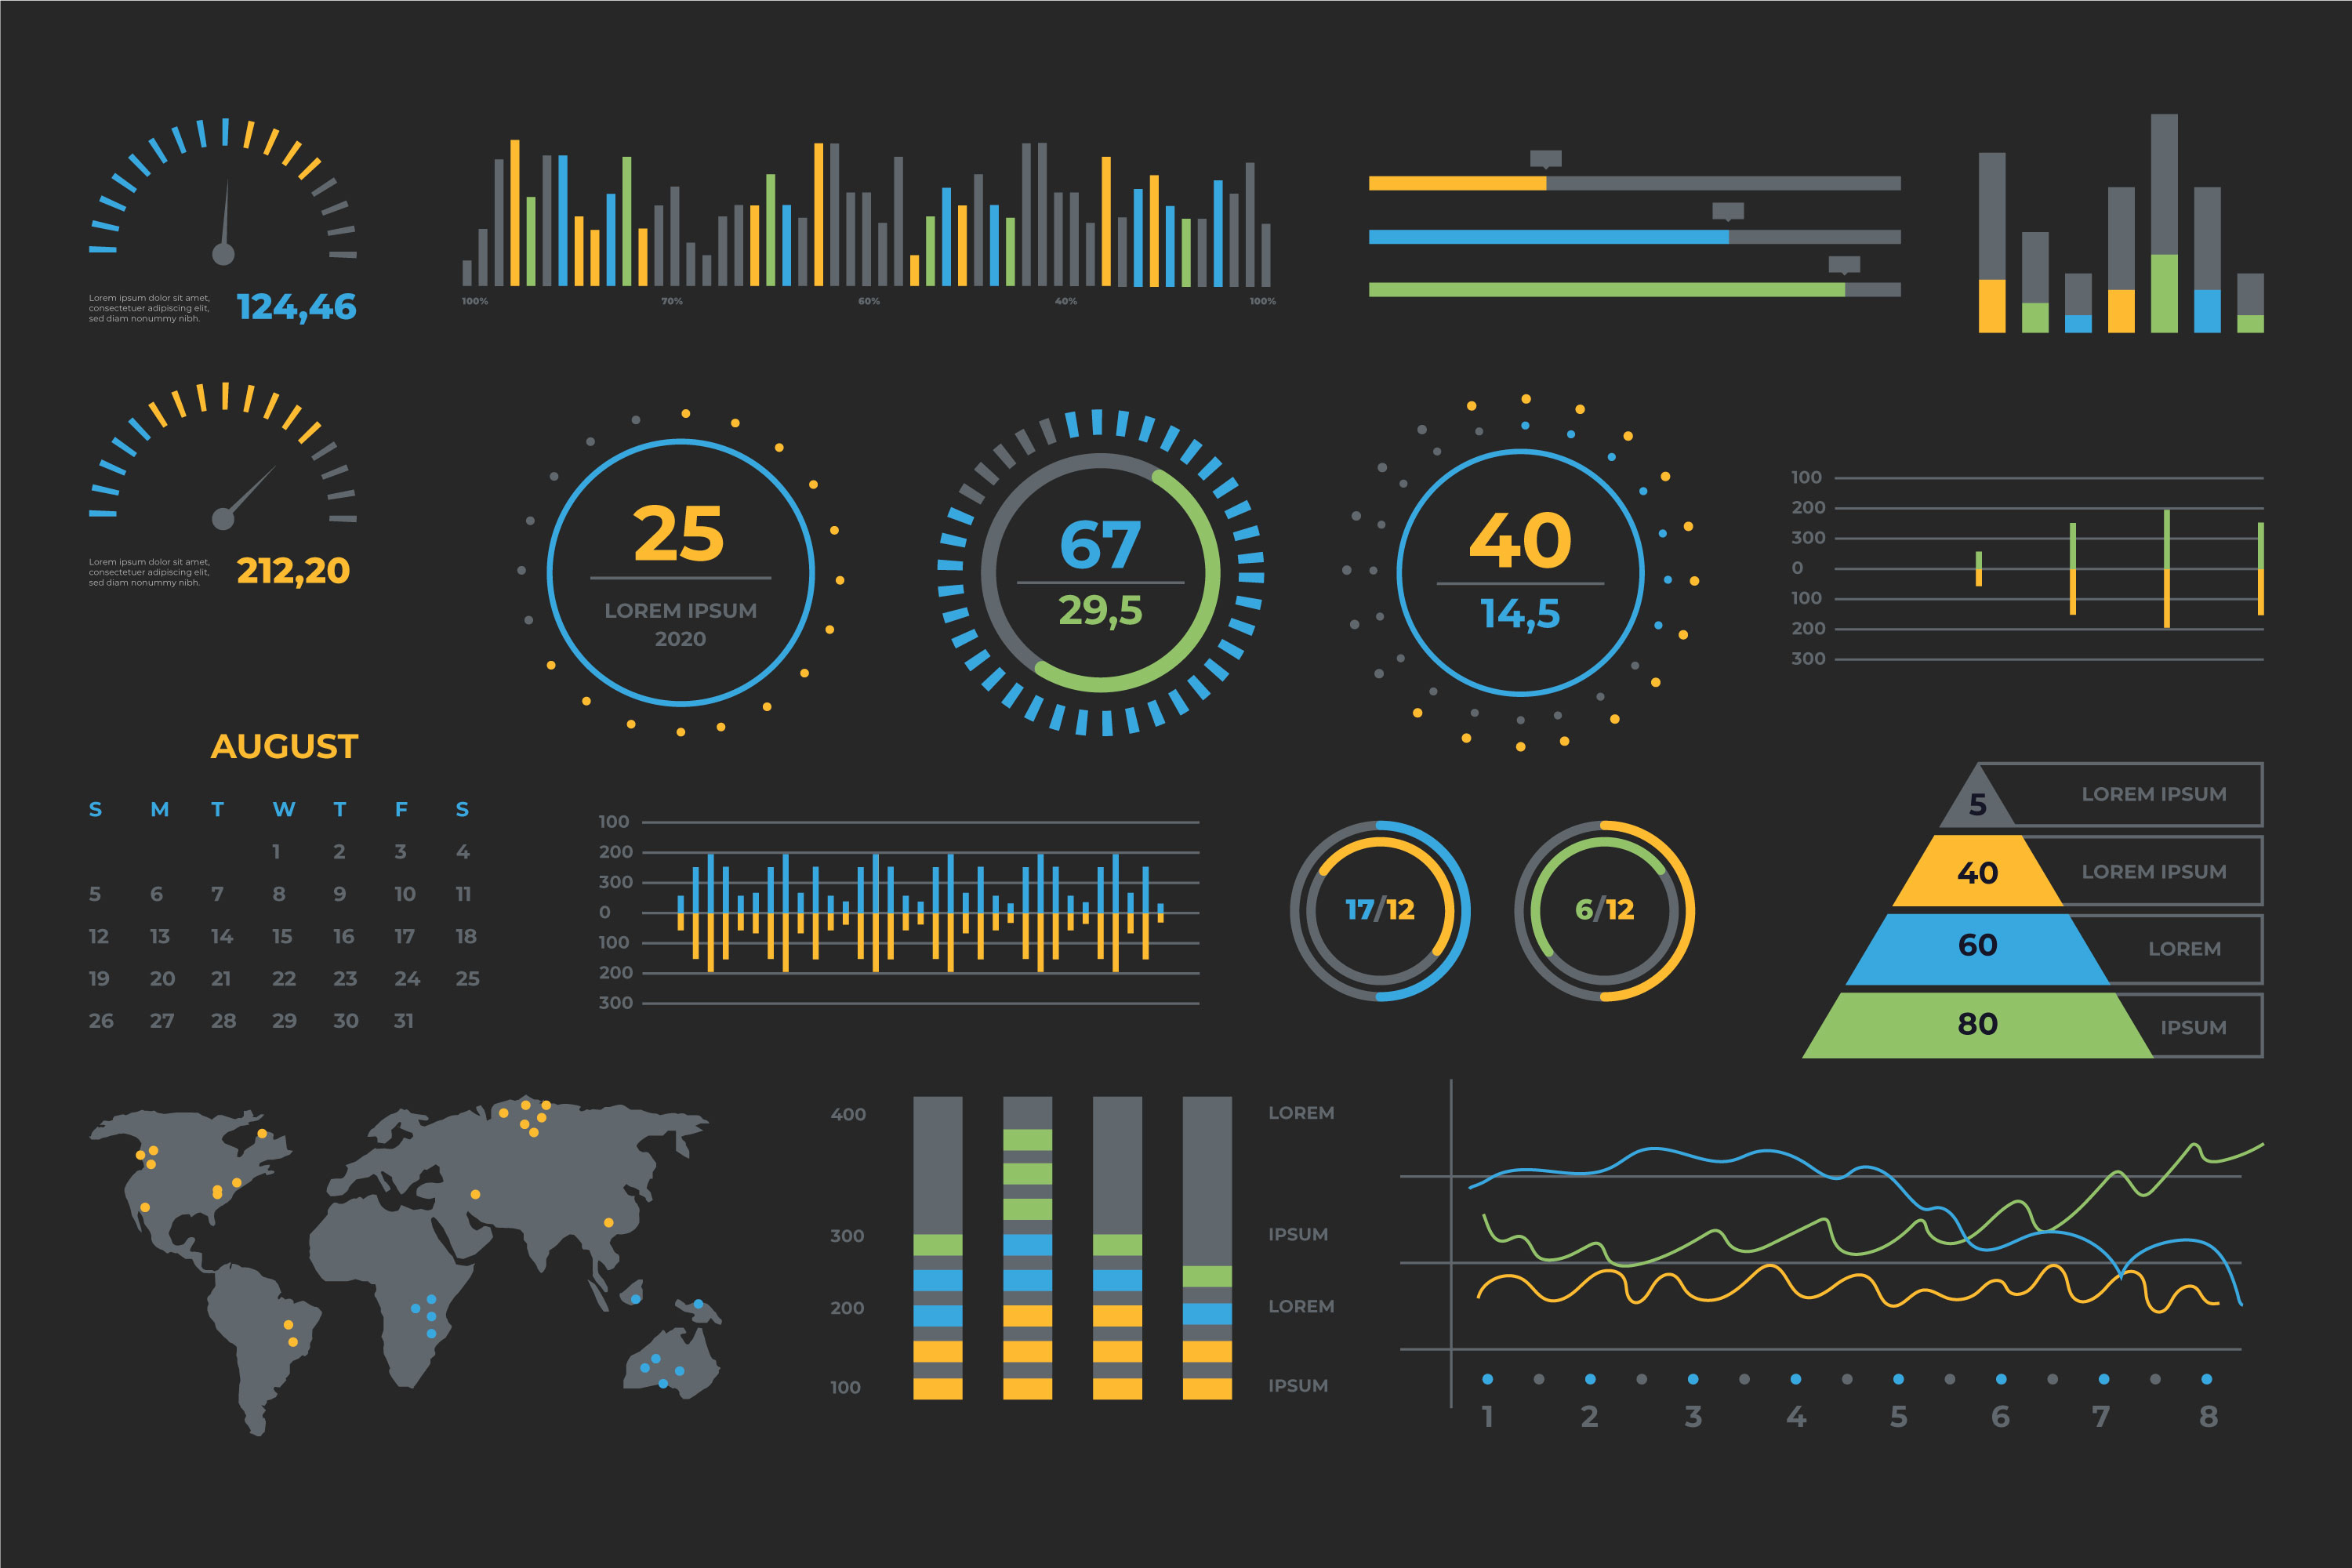 Lorem ipsum dolor sit amet,
consectetuer adipiscing elit,
sed diam nonummy nibh.
124,46
100% 70% 60% 40% 100%
Lorem ipsum dolor sit amet,
consectetuer adipiscing elit,
sed diam nonummy nibh.
212,20
25
LOREM IPSUM
2020
67
29,5
40
14,5
100
200
300
0
100
200
300
AUGUST
S M T W T F S
1 2 3 4
5 6 7 8 9 10 11
12 13 14 15 16 17 18
19 20 21 22 23 24 25
26 27 28 29 30 31
100
200
300
0
100
200
300
17/12
6/12
5 LOREM IPSUM
40 LOREM IPSUM
60 LOREM
80 IPSUM
400 LOREM
300 IPSUM
200 LOREM
100 IPSUM
1 2 3 4 5 6 7 8